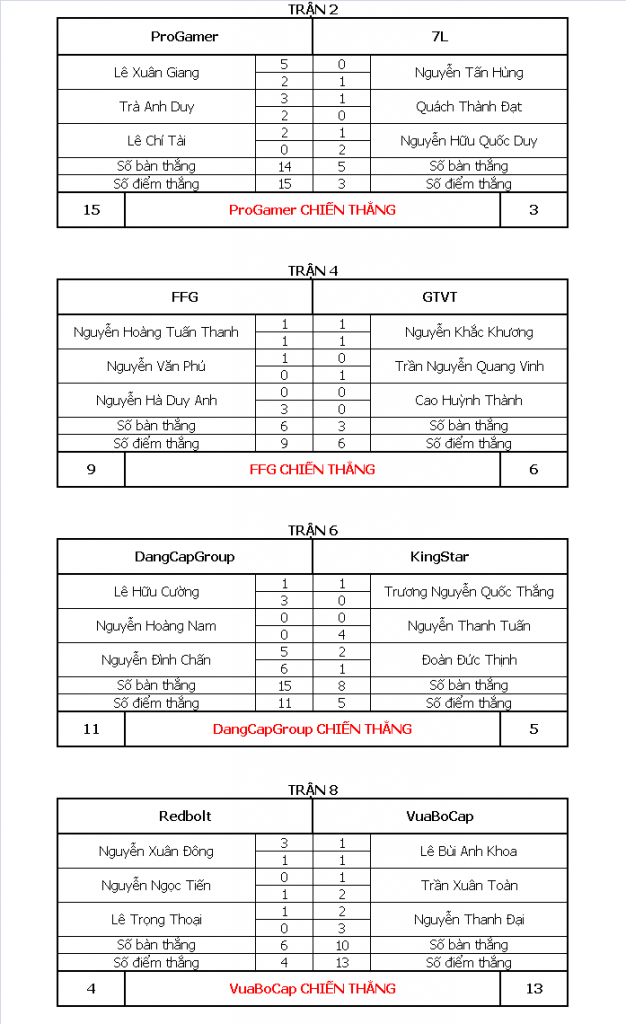 TRẬN 2
ProGamer 7L
Lê Xuân Giang 5 0 Nguyễn Tấn Hùng
2 1
Trà Anh Duy 3 1 Quách Thành Đạt
2 0
Lê Chí Tài 2 1 Nguyễn Hữu Quốc Duy
0 2
Số bàn thắng 14 5 Số bàn thắng
Số điểm thắng 15 3 Số điểm thắng
15 ProGamer CHIẾN THẮNG 3
TRẬN 4
FFG GTVT
Nguyễn Hoàng Tuấn Thanh 1 1 Nguyễn Khắc Khương
1 1
Nguyễn Văn Phú 1 0 Trần Nguyễn Quang Vinh
0 1
Nguyễn Hà Duy Anh 0 0 Cao Huỳnh Thành
3 0
Số bàn thắng 6 3 Số bàn thắng
Số điểm thắng 9 6 Số điểm thắng
9 FFG CHIẾN THẮNG 6
TRẬN 6
DangCapGroup KingStar
Lê Hữu Cường 1 1 Trương Nguyễn Quốc Thắng
3 0
Nguyễn Hoàng Nam 0 0 Nguyễn Thanh Tuấn
0 4
Nguyễn Đình Chấn 5 2 Đoàn Đức Thịnh
6 1
Số bàn thắng 15 8 Số bàn thắng
Số điểm thắng 11 5 Số điểm thắng
11 DangCapGroup CHIẾN THẮNG 5
TRẬN 8
Redbolt VuaBoCap
Nguyễn Xuân Đông 3 1 Lê Bùi Anh Khoa
1 1
Nguyễn Ngọc Tiến 0 1 Trần Xuân Toàn
1 2
Lê Trọng Thoại 1 2 Nguyễn Thanh Đại
0 3
Số bàn thắng 6 10 Số bàn thắng
Số điểm thắng 4 13 Số điểm thắng
4 VuaBoCap CHIẾN THẮNG 13